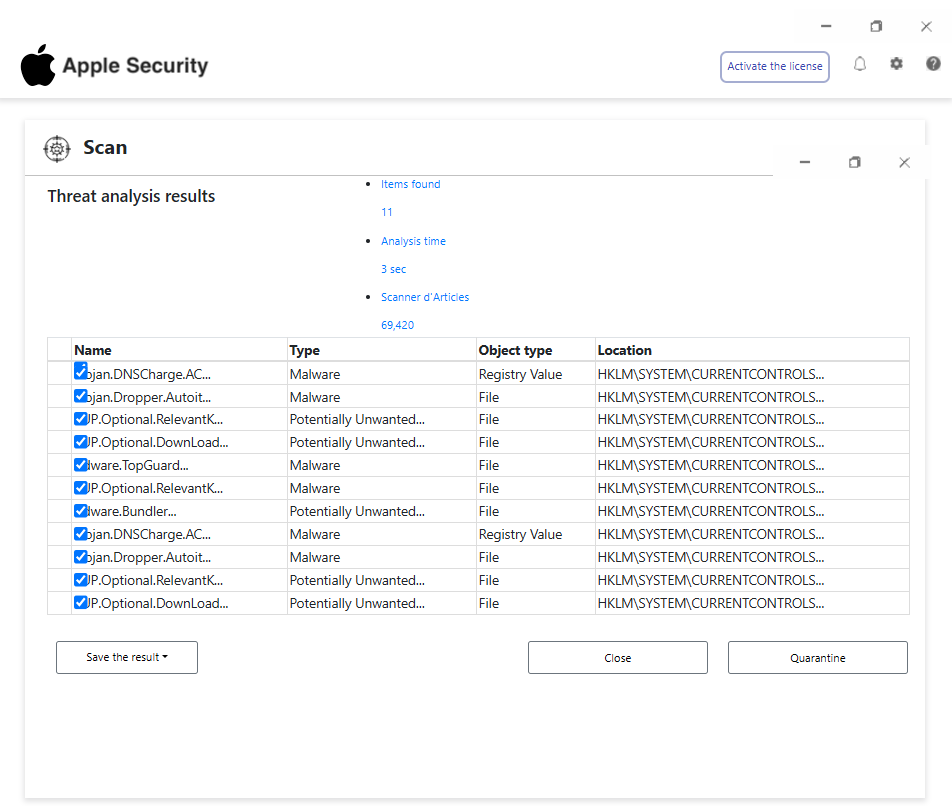 Apple Security
Activate the license
Scan
Threat analysis results
Items found
11
Analysis time
3 sec
Scanner d'Articles
69,420
Name Type Object type Location
ojan.DNSCharge.AC... Malware Registry Value HKLM\SYSTEM\CURRENTCONTROLS...
ojan.Dropper.Autoit... Malware File HKLM\SYSTEM\CURRENTCONTROLS...
JP.Optional.RelevantK... Potentially Unwanted... File HKLM\SYSTEM\CURRENTCONTROLS...
JP.Optional.DownLoad... Potentially Unwanted... File HKLM\SYSTEM\CURRENTCONTROLS...
dware.TopGuard... Malware File HKLM\SYSTEM\CURRENTCONTROLS...
JP.Optional.RelevantK... Malware File HKLM\SYSTEM\CURRENTCONTROLS...
dware.Bundler... Potentially Unwanted... File HKLM\SYSTEM\CURRENTCONTROLS...
ojan.DNSCharge.AC... Malware Registry Value HKLM\SYSTEM\CURRENTCONTROLS...
ojan.Dropper.Autoit... Malware File HKLM\SYSTEM\CURRENTCONTROLS...
JP.Optional.RelevantK... Potentially Unwanted... File HKLM\SYSTEM\CURRENTCONTROLS...
JP.Optional.DownLoad... Potentially Unwanted... File HKLM\SYSTEM\CURRENTCONTROLS...
Save the result Close Quarantine